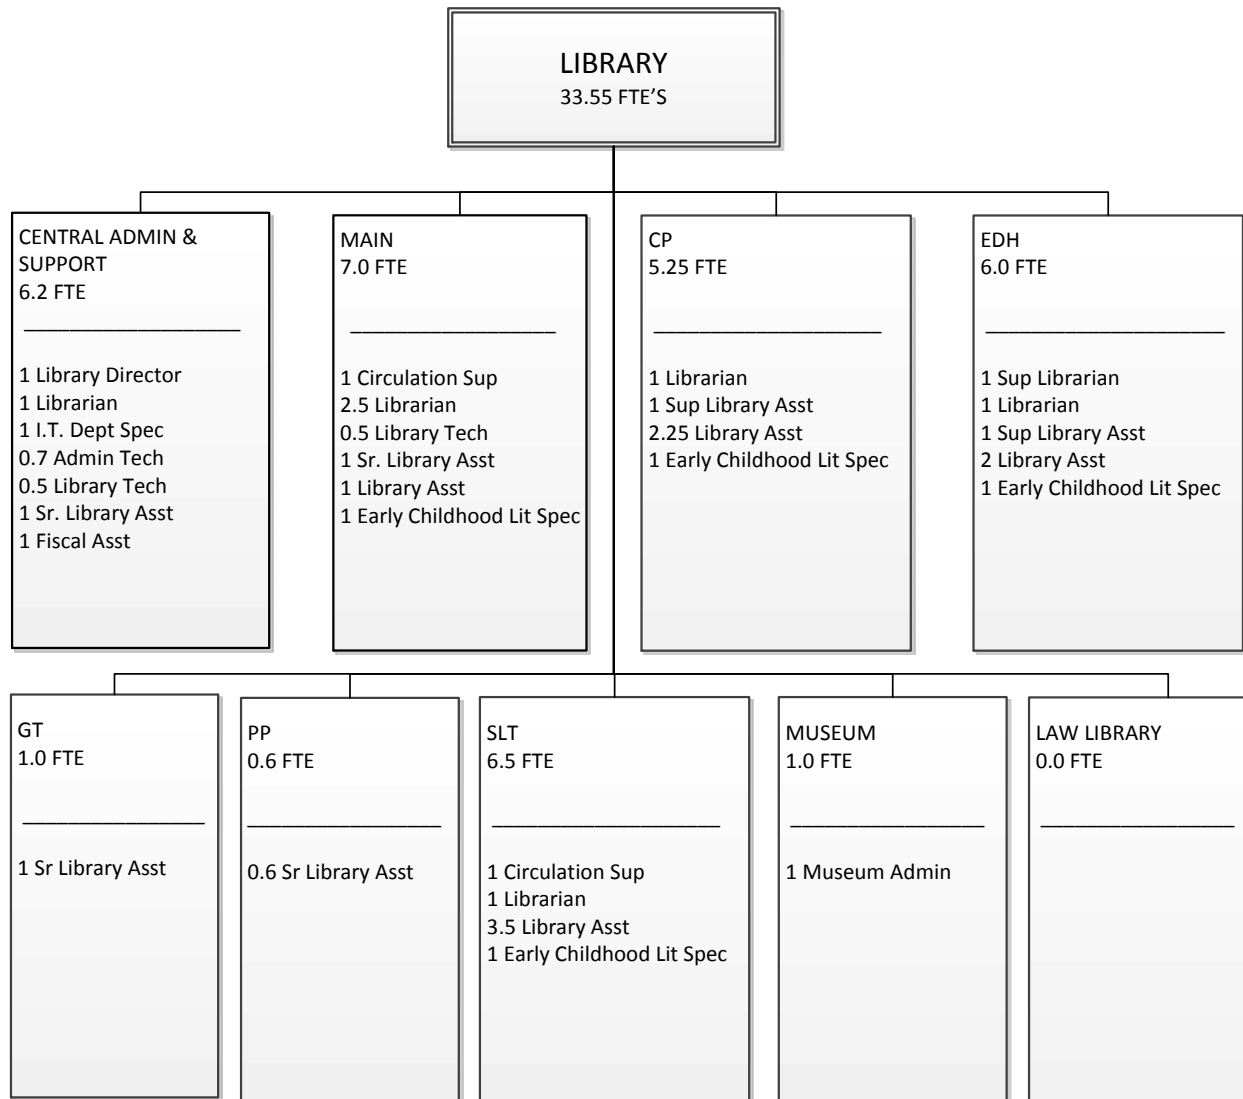 LIBRARY
33.55 FTE’S
CENTRAL ADMIN &
SUPPORT
6.2 FTE
1 Library Director
1 Librarian
1 I.T. Dept Spec
0.7 Admin Tech
0.5 Library Tech
1 Sr. Library Asst
1 Fiscal Asst
MAIN
7.0 FTE
1 Circulation Sup
2.5 Librarian
0.5 Library Tech
1 Sr. Library Asst
1 Library Asst
1 Early Childhood Lit Spec
CP
5.25 FTE
1 Librarian
1 Sup Library Asst
2.25 Library Asst
1 Early Childhood Lit Spec
EDH
6.0 FTE
1 Sup Librarian
1 Librarian
1 Sup Library Asst
2 Library Asst
1 Early Childhood Lit Spec
GT
1.0 FTE
1 Sr Library Asst
PP
0.6 FTE
0.6 Sr Library Asst
SLT
6.5 FTE
1 Circulation Sup
1 Librarian
3.5 Library Asst
1 Early Childhood Lit Spec
MUSEUM
1.0 FTE
1 Museum Admin
LAW LIBRARY
0.0 FTE